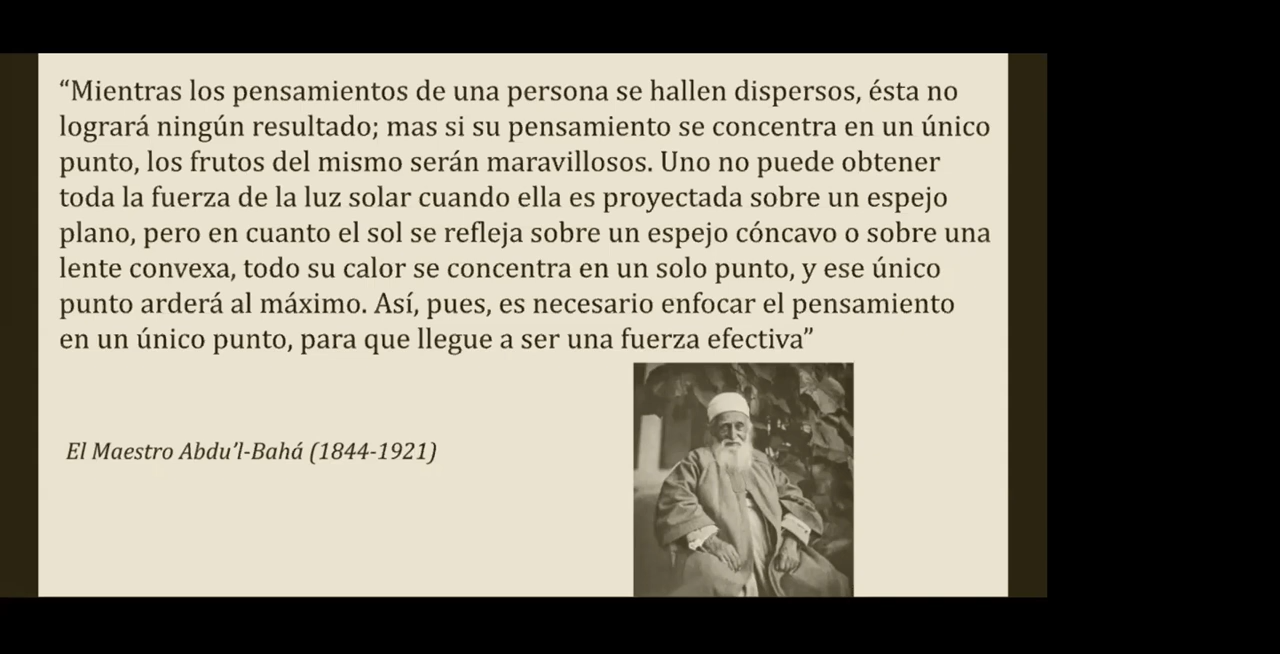 “Mientras los pensamientos de una persona se hallen dispersos, ésta no
logrará ningún resultado; mas si su pensamiento se concentra en un único
punto, los frutos del mismo serán maravillosos. Uno no puede obtener
toda la fuerza de la luz solar cuando ella es proyectada sobre un espejo
plano, pero en cuanto el sol se refleja sobre un espejo cóncavo o sobre una
lente convexa, todo su calor se concentra en un solo punto, y ese único
punto arderá al máximo. Así, pues, es necesario enfocar el pensamiento
en un único punto, para que llegue a ser una fuerza efectiva”
El Maestro Abdu’l-Bahá (1844-1921)